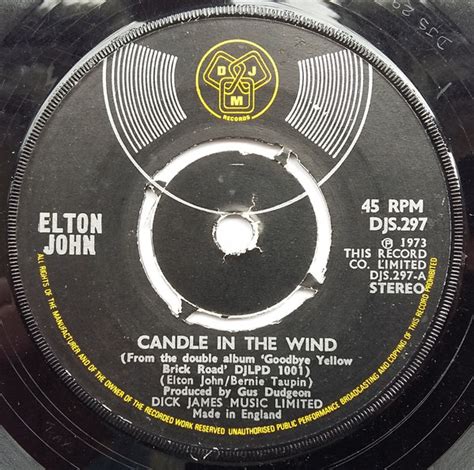 DJS 29
D J M
RECORDS
ELTON
JOHN
45 RPM
DJS.297
℗ 1973
THIS RECORD
CO. LIMITED
DJS.297-A
STEREO
CANDLE IN THE WIND
(From the double album 'Goodbye Yellow
Brick Road' DJLPD 1001)
(Elton John/Bernie Taupin)
Produced by Gus Dudgeon
DICK JAMES MUSIC LIMITED
Made in England
ALL RIGHTS OF THE MANUFACTURER AND OF THE OWNER OF THE RECORDED WORK RESERVED UNAUTHORISED PUBLIC PERFORMANCE BROADCASTING AND COPYING OF THIS RECORD PROHIBITED